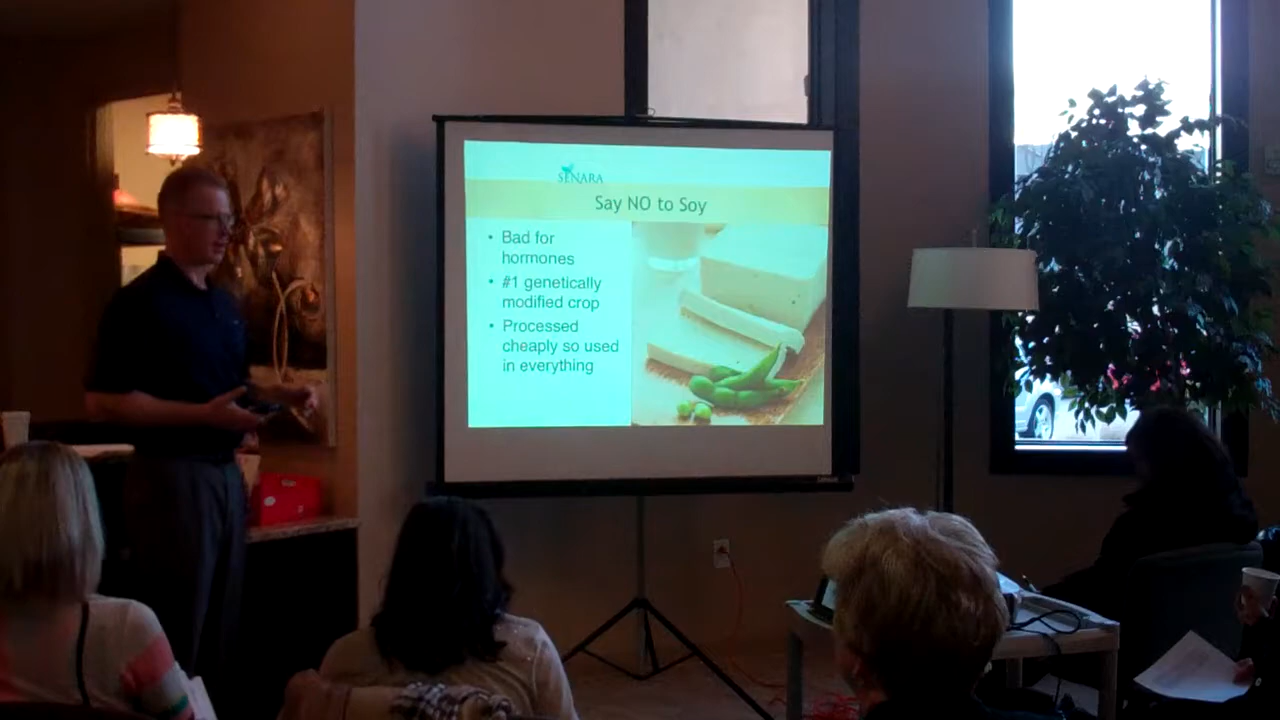 SENARA
Say NO to Soy
• Bad for
hormones
• #1 genetically
modified crop
• Processed
cheaply so used
in everything